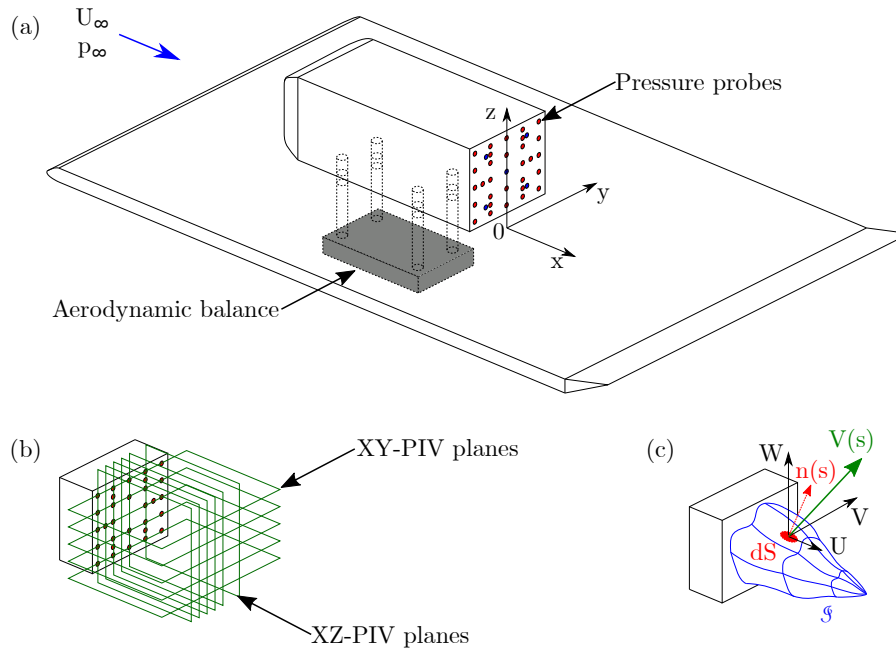 (a)
U∞
p∞
Pressure probes
z
y
0
x
Aerodynamic balance
(b)
XY-PIV planes
XZ-PIV planes
(c)
V(s)
W
n(s)
V
U
dS
ℐ